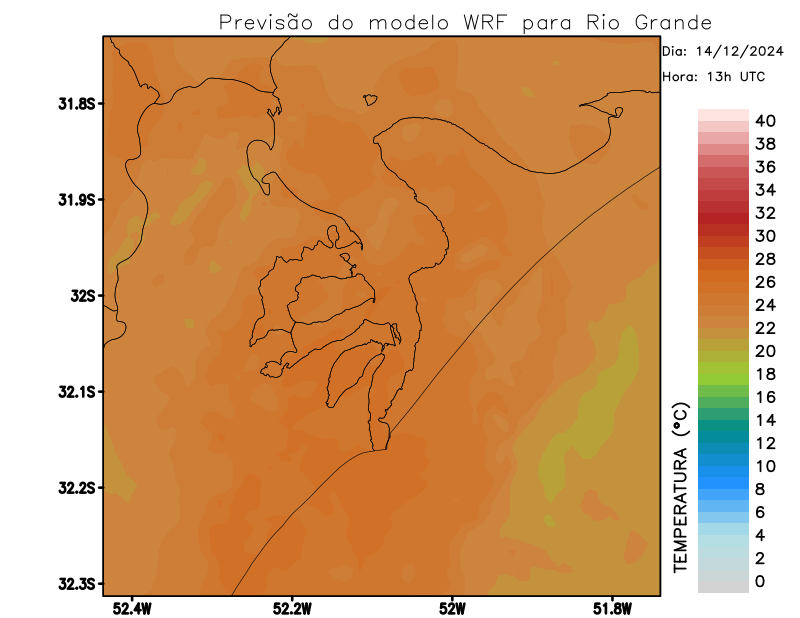 Previsão do modelo WRF para Rio Grande
Dia: 14/12/2024
Hora: 13h UTC
31.8S
31.9S
32S
32.1S
32.2S
32.3S
52.4W
52.2W
52W
51.8W
TEMPERATURA (°C)
40
38
36
34
32
30
28
26
24
22
20
18
16
14
12
10
8
6
4
2
0